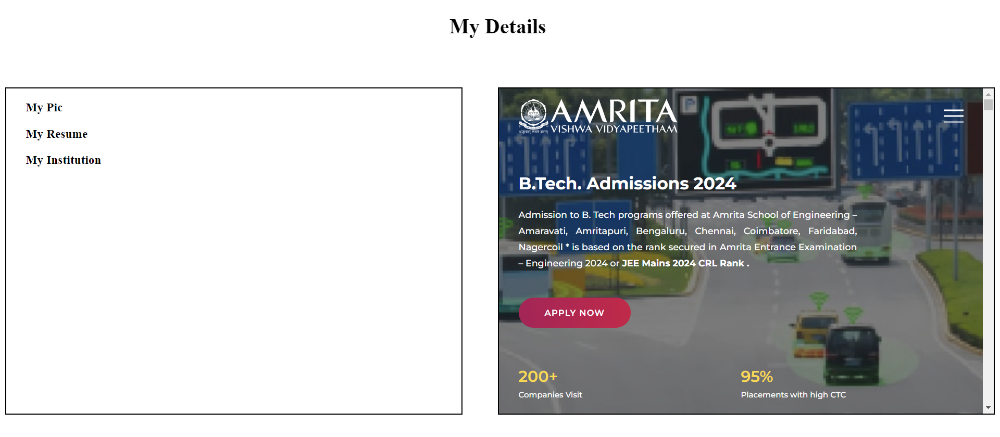 My Details
My Pic
My Resume
My Institution
AMRITA
VISHWA VIDYAPEETHAM
श्रद्धावान् लभते ज्ञानम्
B.Tech. Admissions 2024
Admission to B. Tech programs offered at Amrita School of Engineering –
Amaravati, Amritapuri, Bengaluru, Chennai, Coimbatore, Faridabad,
Nagercoil * is based on the rank secured in Amrita Entrance Examination
– Engineering 2024 or JEE Mains 2024 CRL Rank .
APPLY NOW
200+
Companies Visit
95%
Placements with high CTC